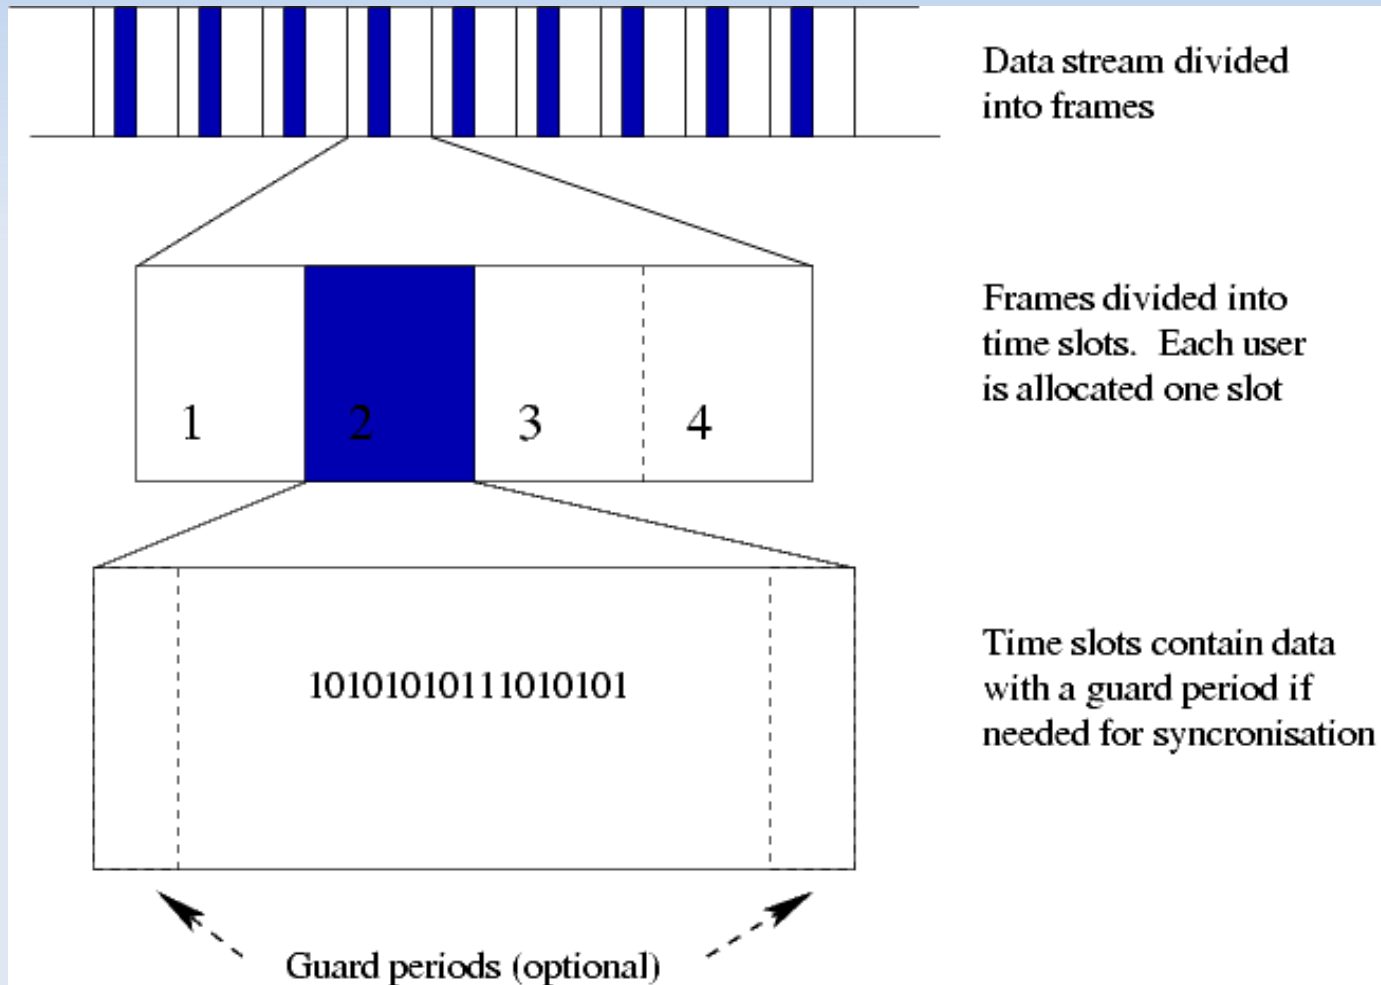 Data stream divided
into frames
Frames divided into
time slots.  Each user
is allocated one slot
1
2
3
4
10101010111010101
Time slots contain data
with a guard period if
needed for syncronisation
Guard periods (optional)